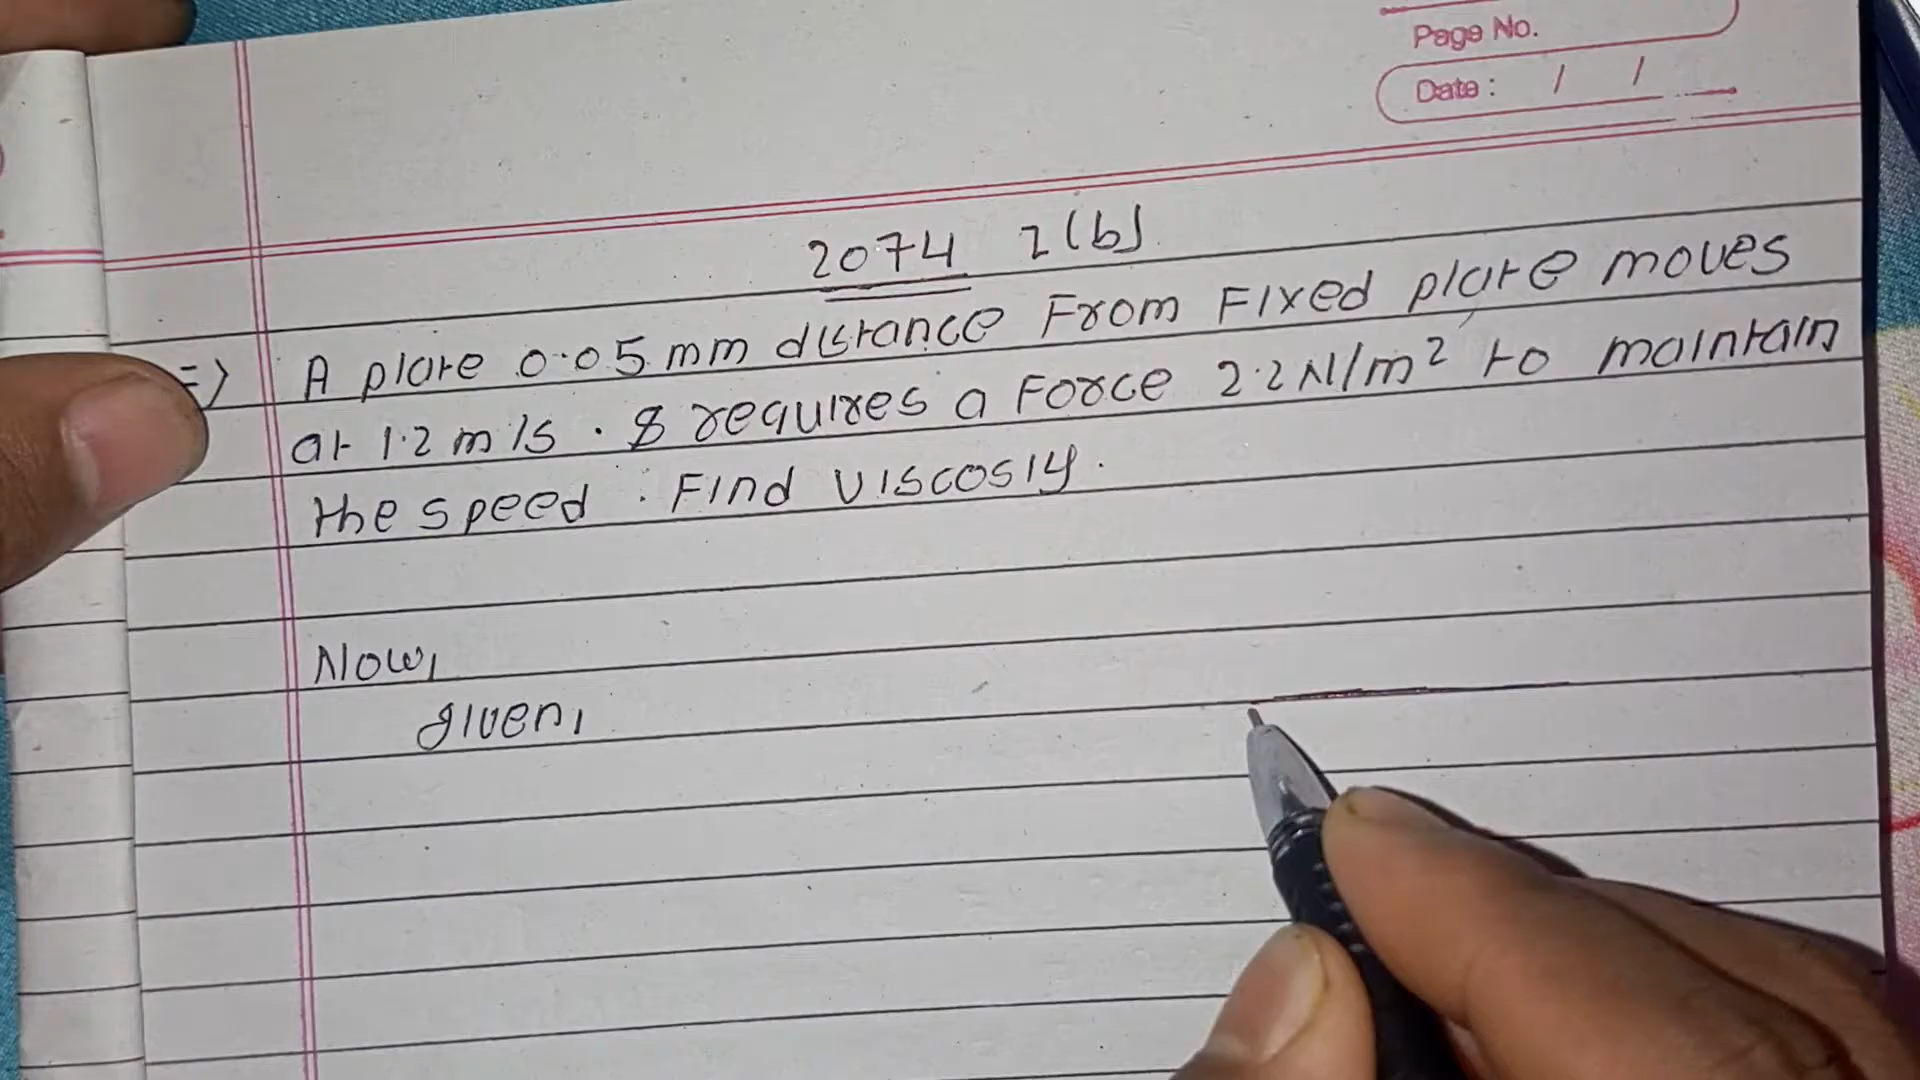 Page No.
Date : / /
2074 2(b)
=) A plate 0.05 mm distance From Fixed plate moves
at 1.2 m/s. & requires a Force 2.2 N/m² to maintain
the speed. Find viscosity.
Now,
given,